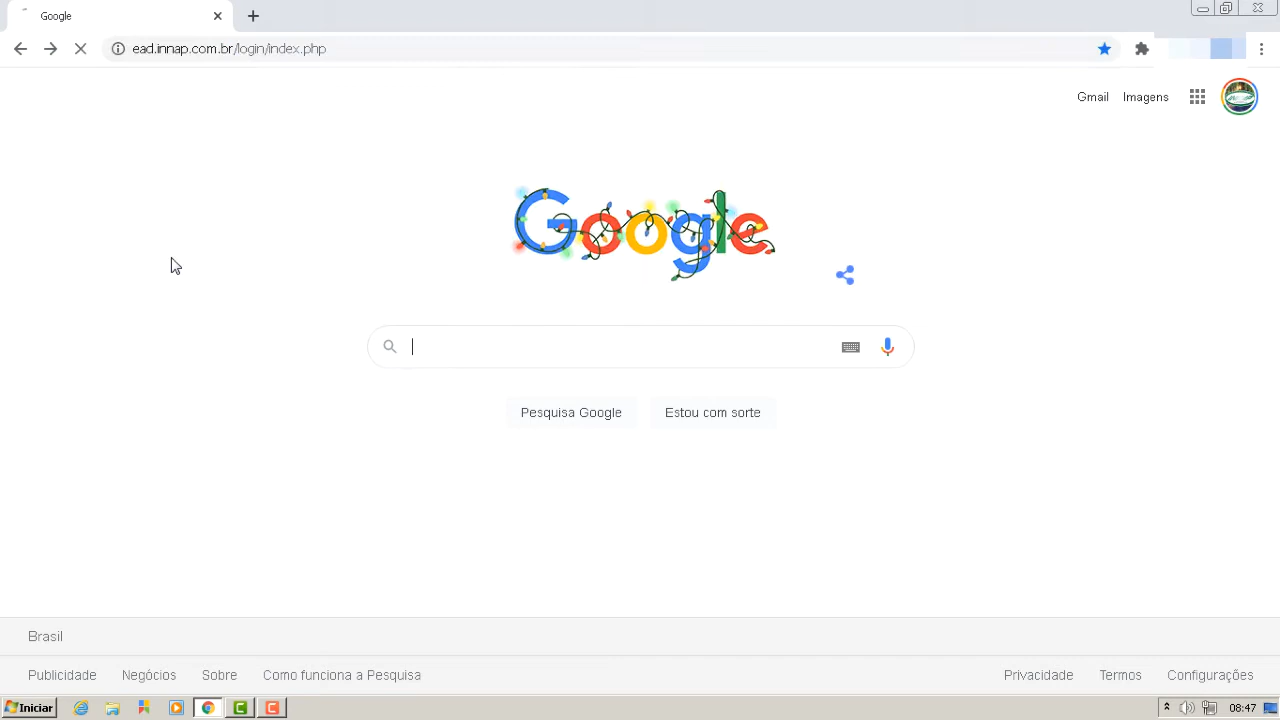 Google
ead.innap.com.br/login/index.php
Gmail Imagens
Google
Pesquisa Google Estou com sorte
Brasil
Publicidade Negócios Sobre Como funciona a Pesquisa Privacidade Termos Configurações
Iniciar 08:47